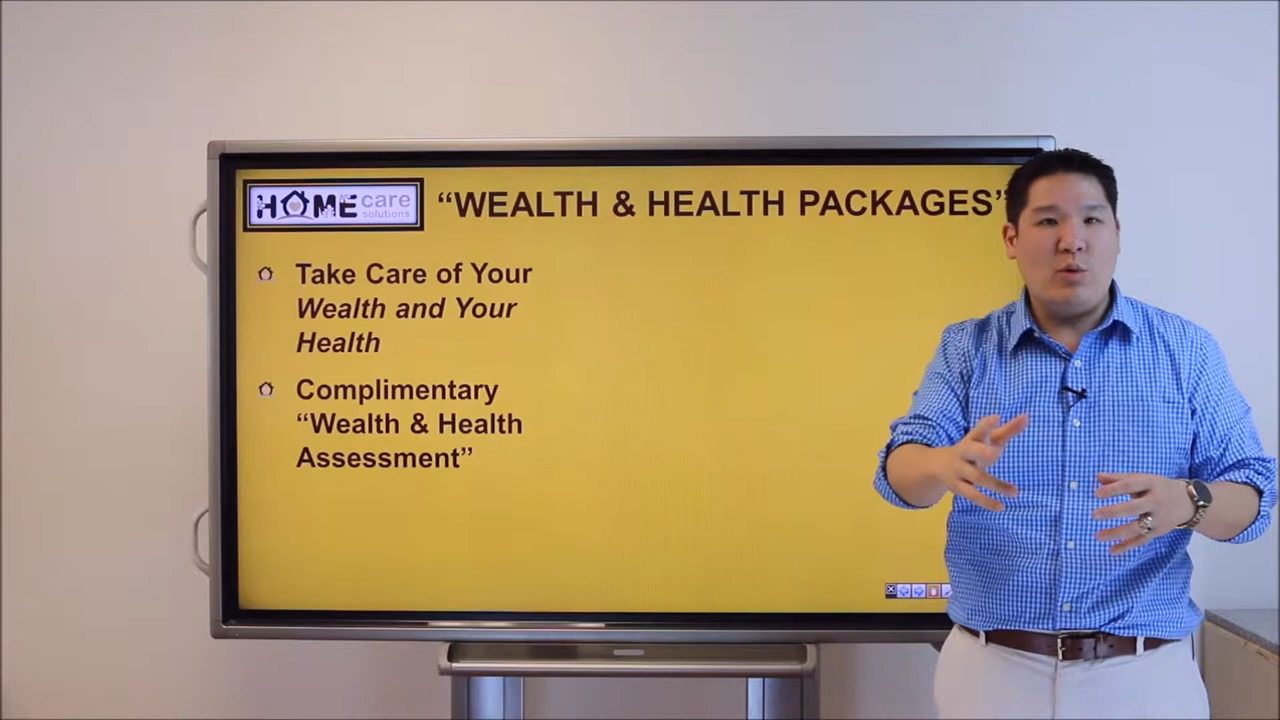 HOME care
solutions
“WEALTH & HEALTH PACKAGES”
Take Care of Your
Wealth and Your
Health
Complimentary
“Wealth & Health
Assessment”